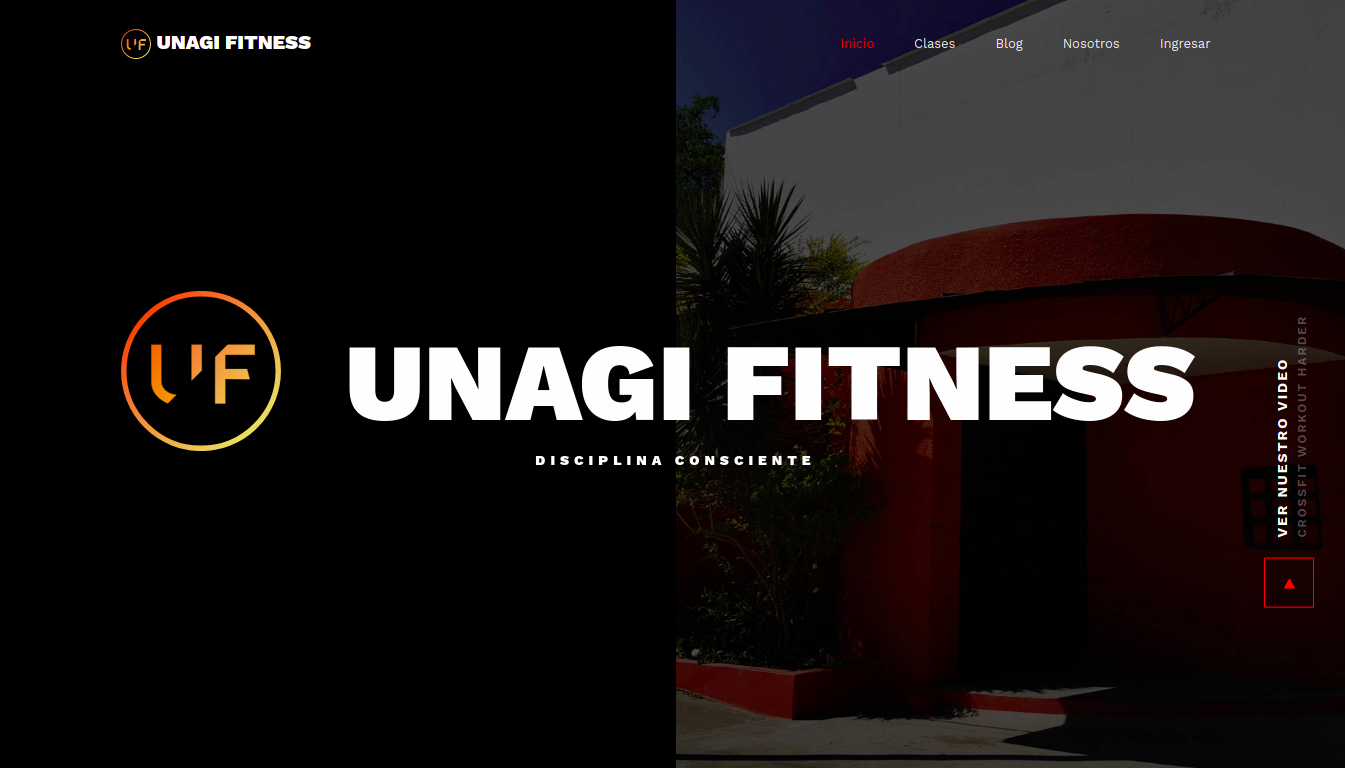 UF UNAGI FITNESS
Inicio Clases Blog Nosotros Ingresar
UF UNAGI FITNESS
DISCIPLINA CONSCIENTE
VER NUESTRO VIDEO
CROSSFIT WORKOUT HARDER